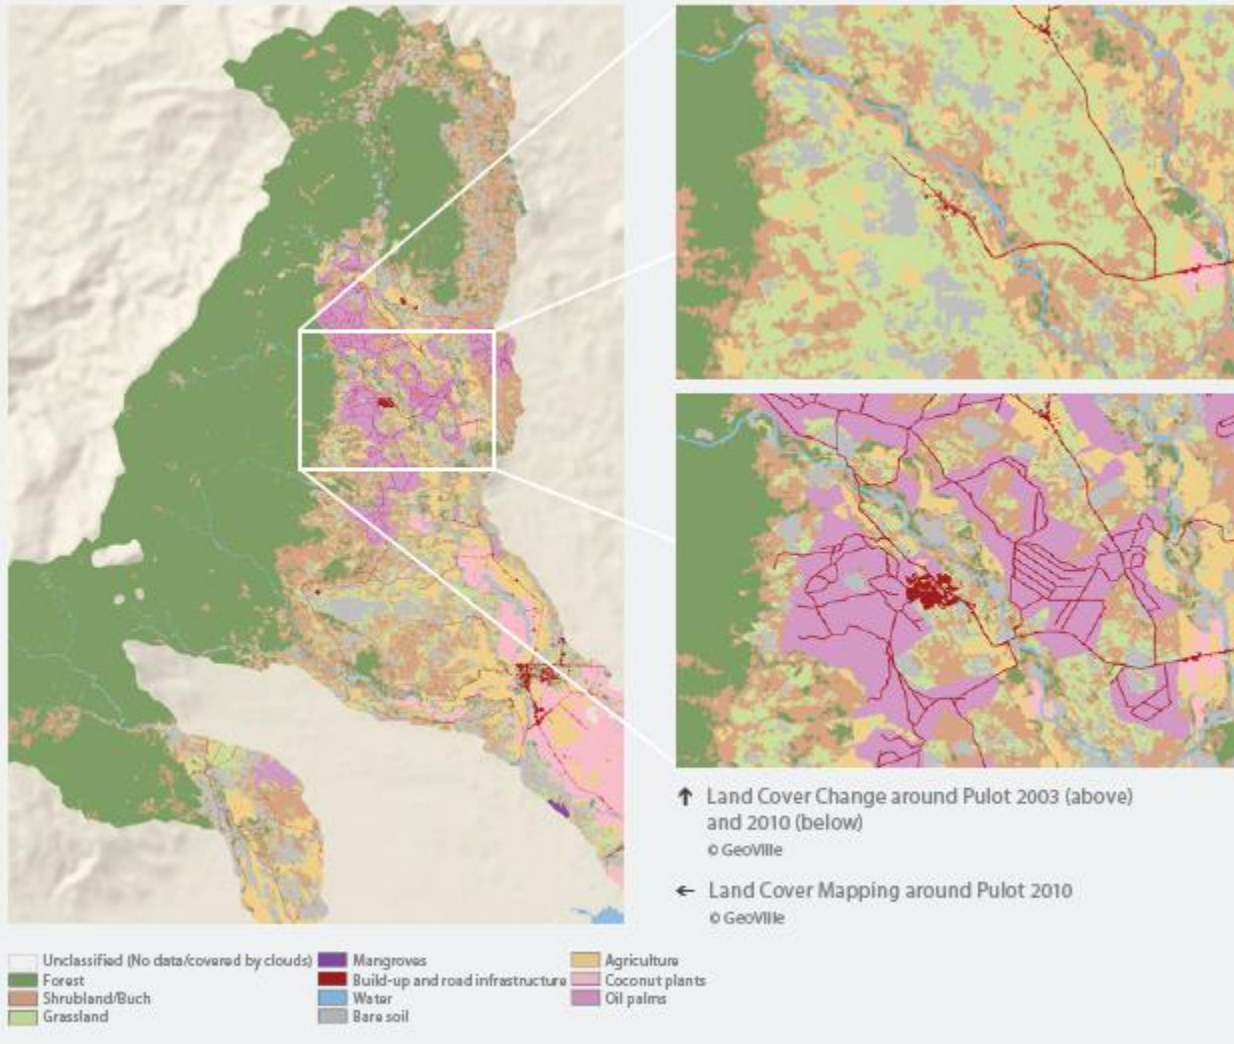 ↑ Land Cover Change around Pulot 2003 (above)
and 2010 (below)
© GeoVille
← Land Cover Mapping around Pulot 2010
© GeoVille
Unclassified (No data/covered by clouds)
Forest
Shrubland/Buch
Grassland
Mangroves
Build-up and road infrastructure
Water
Bare soil
Agriculture
Coconut plants
Oil palms